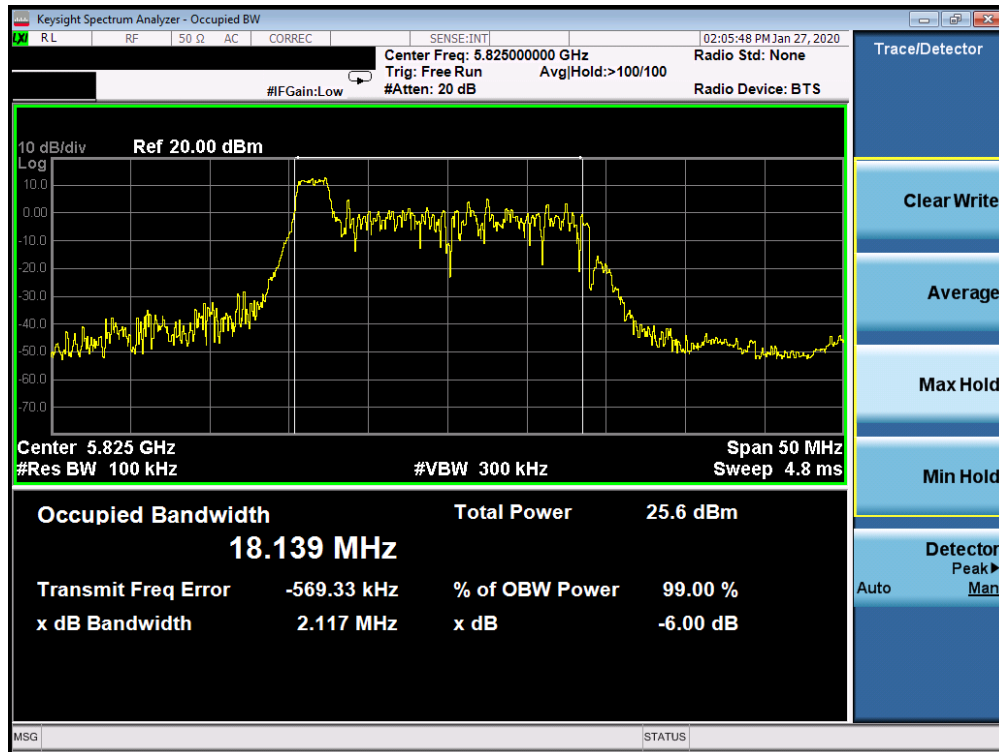 Keysight Spectrum Analyzer - Occupied BW
LXI RL RF 50 Ω AC CORREC SENSE:INT 02:05:48 PM Jan 27, 2020
Center Freq: 5.825000000 GHz Radio Std: None
Trig: Free Run Avg|Hold:>100/100
#IFGain:Low #Atten: 20 dB Radio Device: BTS
Trace/Detector
10 dB/div Ref 20.00 dBm
Log
10.0
0.00
-10.0
-20.0
-30.0
-40.0
-50.0
-60.0
-70.0
Center 5.825 GHz Span 50 MHz
#Res BW 100 kHz #VBW 300 kHz Sweep 4.8 ms
Occupied Bandwidth Total Power 25.6 dBm
18.139 MHz
Transmit Freq Error -569.33 kHz % of OBW Power 99.00 %
x dB Bandwidth 2.117 MHz x dB -6.00 dB
Clear Write
Average
Max Hold
Min Hold
Detector
Peak▶
Auto Man
MSG STATUS